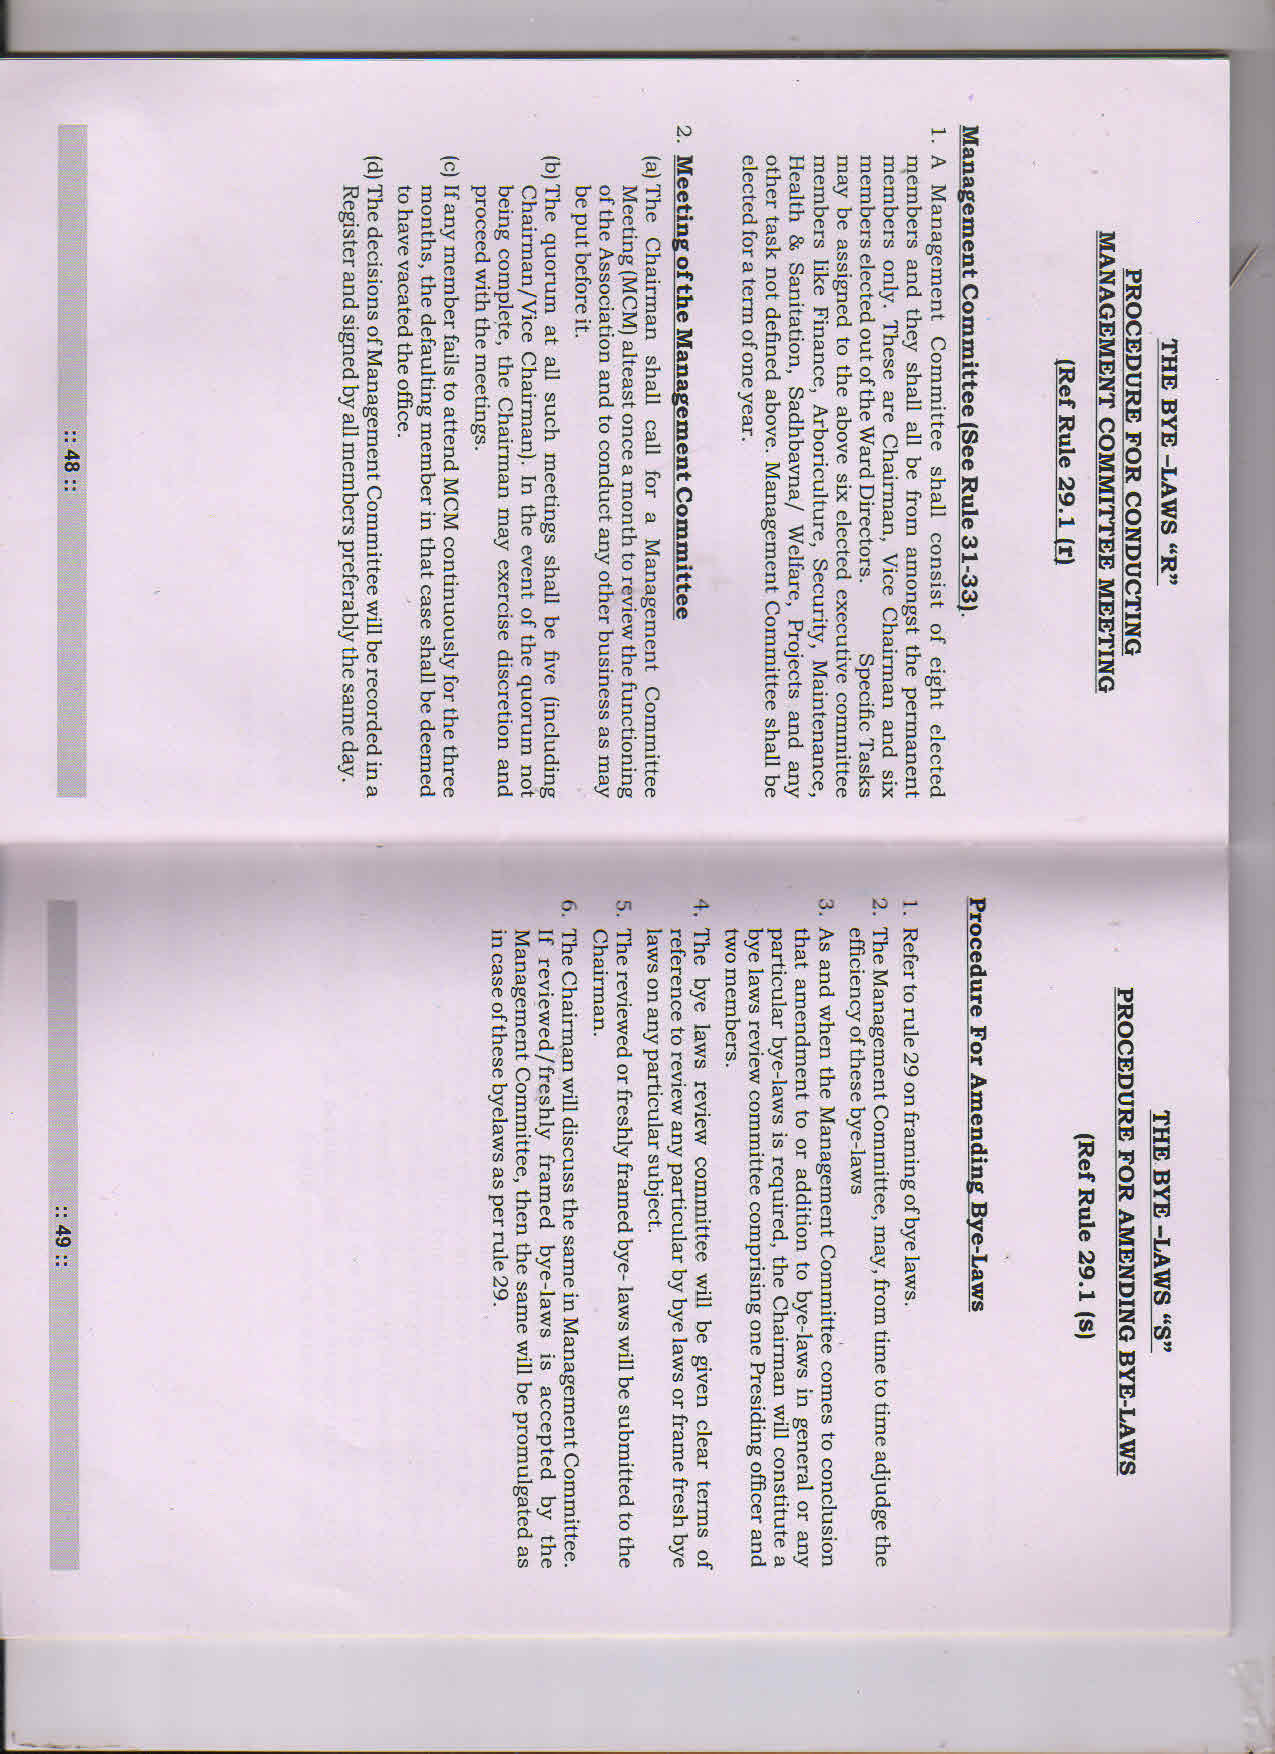 THE BYE –LAWS “R”
PROCEDURE FOR CONDUCTING
MANAGEMENT COMMITTEE MEETING
(Ref Rule 29.1 (r)
Management Committee (See Rule 31-33).
1. A Management Committee shall consist of eight elected
members and they shall all be from amongst the permanent
members only. These are Chairman, Vice Chairman and six
members elected out of the Ward Directors. Specific Tasks
may be assigned to the above six elected executive committee
members like Finance, Arboriculture, Security, Maintenance,
Health & Sanitation, Sadhbavna/ Welfare, Projects and any
other task not defined above. Management Committee shall be
elected for a term of one year.
2. Meeting of the Management Committee
(a) The Chairman shall call for a Management Committee
Meeting (MCM) alteast once a month to review the functioning
of the Association and to conduct any other business as may
be put before it.
(b) The quorum at all such meetings shall be five (including
Chairman/Vice Chairman). In the event of the quorum not
being complete, the Chairman may exercise discretion and
proceed with the meetings.
(c) If any member fails to attend MCM continuously for the three
months, the defaulting member in that case shall be deemed
to have vacated the office.
(d) The decisions of Management Committee will be recorded in a
Register and signed by all members preferably the same day.
:: 48 ::
THE BYE –LAWS “S”
PROCEDURE FOR AMENDING BYE-LAWS
(Ref Rule 29.1 (s)
Procedure For Amending Bye-Laws
1. Refer to rule 29 on framing of bye laws.
2. The Management Committee, may, from time to time adjudge the
efficiency of these bye-laws
3. As and when the Management Committee comes to conclusion
that amendment to or addition to bye-laws in general or any
particular bye-laws is required, the Chairman will constitute a
bye laws review committee comprising one Presiding officer and
two members.
4. The bye laws review committee will be given clear terms of
reference to review any particular by bye laws or frame fresh bye
laws on any particular subject.
5. The reviewed or freshly framed bye- laws will be submitted to the
Chairman.
6. The Chairman will discuss the same in Management Committee.
If reviewed/freshly framed bye-laws is accepted by the
Management Committee, then the same will be promulgated as
in case of these byelaws as per rule 29.
:: 49 ::